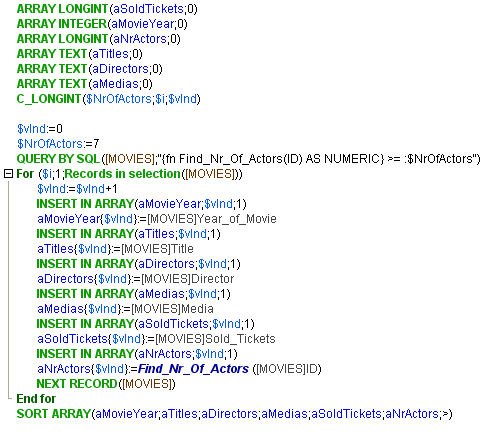 ARRAY LONGINT(aSoldTickets;0)
ARRAY INTEGER(aMovieYear;0)
ARRAY LONGINT(aNrActors;0)
ARRAY TEXT(aTitles;0)
ARRAY TEXT(aDirectors;0)
ARRAY TEXT(aMedias;0)
C_LONGINT($NrOfActors;$i;$vInd)
$vInd:=0
$NrOfActors:=7
QUERY BY SQL([MOVIES];"{fn Find_Nr_Of_Actors(ID) AS NUMERIC} >= :$NrOfActors")
For ($i;1;Records in selection([MOVIES]))
$vInd:=$vInd+1
INSERT IN ARRAY(aMovieYear;$vInd;1)
aMovieYear{$vInd}:=[MOVIES]Year_of_Movie
INSERT IN ARRAY(aTitles;$vInd;1)
aTitles{$vInd}:=[MOVIES]Title
INSERT IN ARRAY(aDirectors;$vInd;1)
aDirectors{$vInd}:=[MOVIES]Director
INSERT IN ARRAY(aMedias;$vInd;1)
aMedias{$vInd}:=[MOVIES]Media
INSERT IN ARRAY(aSoldTickets;$vInd;1)
aSoldTickets{$vInd}:=[MOVIES]Sold_Tickets
INSERT IN ARRAY(aNrActors;$vInd;1)
aNrActors{$vInd}:=Find_Nr_Of_Actors ([MOVIES]ID)
NEXT RECORD([MOVIES])
End for
SORT ARRAY(aMovieYear;aTitles;aDirectors;aMedias;aSoldTickets;aNrActors;>)